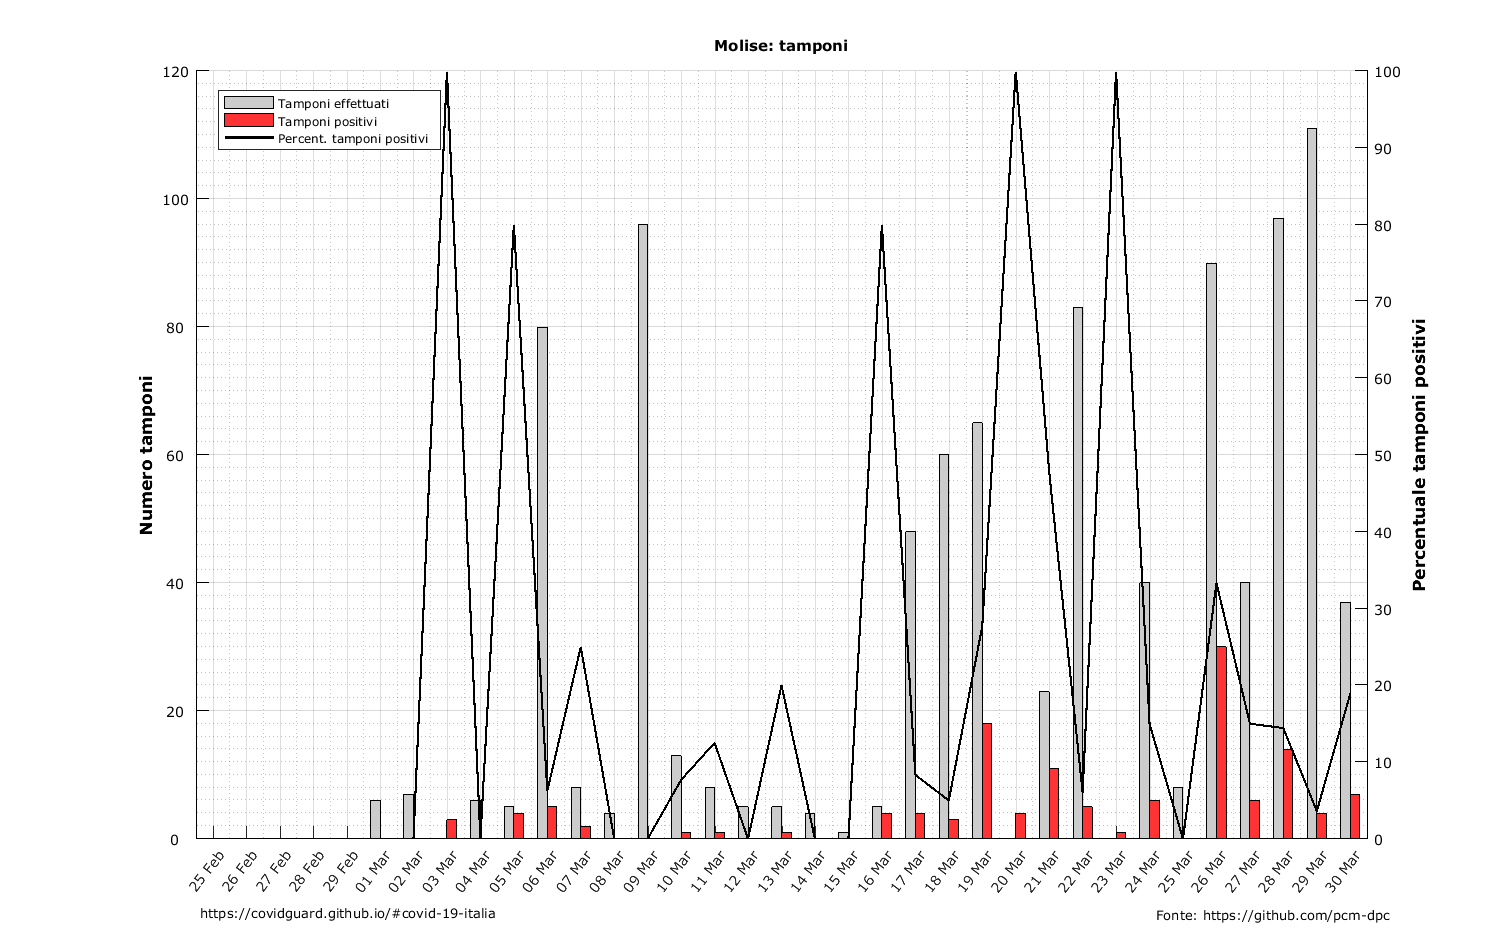 Molise: tamponi
Tamponi effettuati
Tamponi positivi
Percent. tamponi positivi
Numero tamponi
120
100
80
60
40
20
0
100
90
80
70
60
50
40
30
20
10
0
Percentuale tamponi positivi
25 Feb
26 Feb
27 Feb
28 Feb
29 Feb
01 Mar
02 Mar
03 Mar
04 Mar
05 Mar
06 Mar
07 Mar
08 Mar
09 Mar
10 Mar
11 Mar
12 Mar
13 Mar
14 Mar
15 Mar
16 Mar
17 Mar
18 Mar
19 Mar
20 Mar
21 Mar
22 Mar
23 Mar
24 Mar
25 Mar
26 Mar
27 Mar
28 Mar
29 Mar
30 Mar
https://covidguard.github.io/#covid-19-italia
Fonte: https://github.com/pcm-dpc